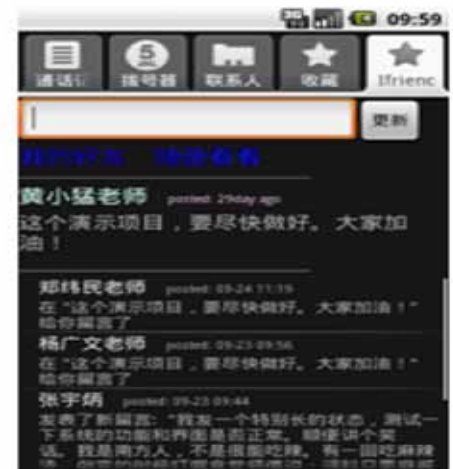 3G 09:59
通话记 拨号器 联系人 收藏 Ifrienc
5
更新
黄小猛老师 posted: 29day ago
这个演示项目，要尽快做好。大家加
油！
郑纬民老师 posted: 09-24 11:19
在“这个演示项目，要尽快做好。大家加油！”
给你留言了
杨广文老师 posted: 09-23 09:56
在“这个演示项目，要尽快做好。大家加油！”
给你留言了
张宇炳 posted: 09-23 09:44
发表了新留言：“我发一个特别长的状态，测试一
下系统的功能和界面是否正常。顺便讲个笑
话。我是南方人，不是很能吃辣。有一回吃麻辣